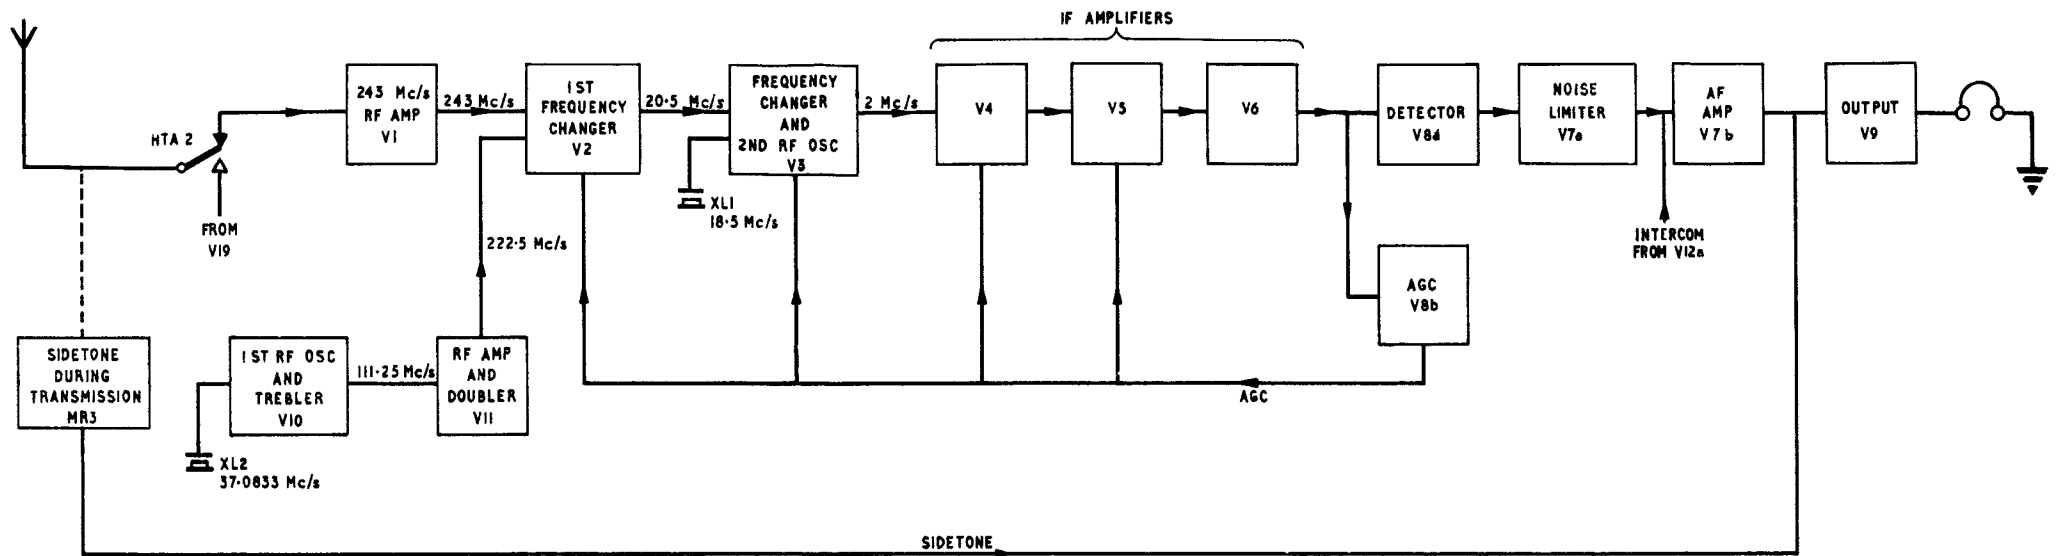 IF AMPLIFIERS
243 Mc/s
RF AMP
V1
243 Mc/s
1ST
FREQUENCY
CHANGER
V2
20·5 Mc/s
FREQUENCY
CHANGER
AND
2ND RF OSC
V3
2 Mc/s
V4
V5
V6
DETECTOR
V8a
NOISE
LIMITER
V7a
AF
AMP
V7b
OUTPUT
V9
HTA 2
FROM
V19
XL1
18·5 Mc/s
222·5 Mc/s
INTERCOM
FROM V12a
AGC
V8b
SIDETONE
DURING
TRANSMISSION
MR3
1ST RF OSC
AND
TREBLER
V10
111·25 Mc/s
RF AMP
AND
DOUBLER
V11
AGC
XL2
37·0833 Mc/s
SIDETONE